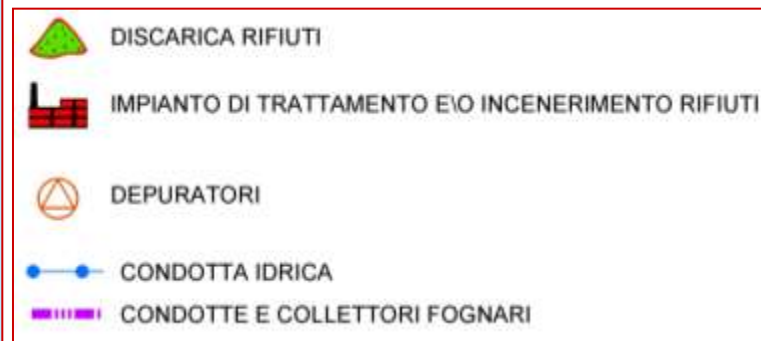 DISCARICA RIFIUTI
IMPIANTO DI TRATTAMENTO E\O INCENERIMENTO RIFIUTI
DEPURATORI
CONDOTTA IDRICA
CONDOTTE E COLLETTORI FOGNARI